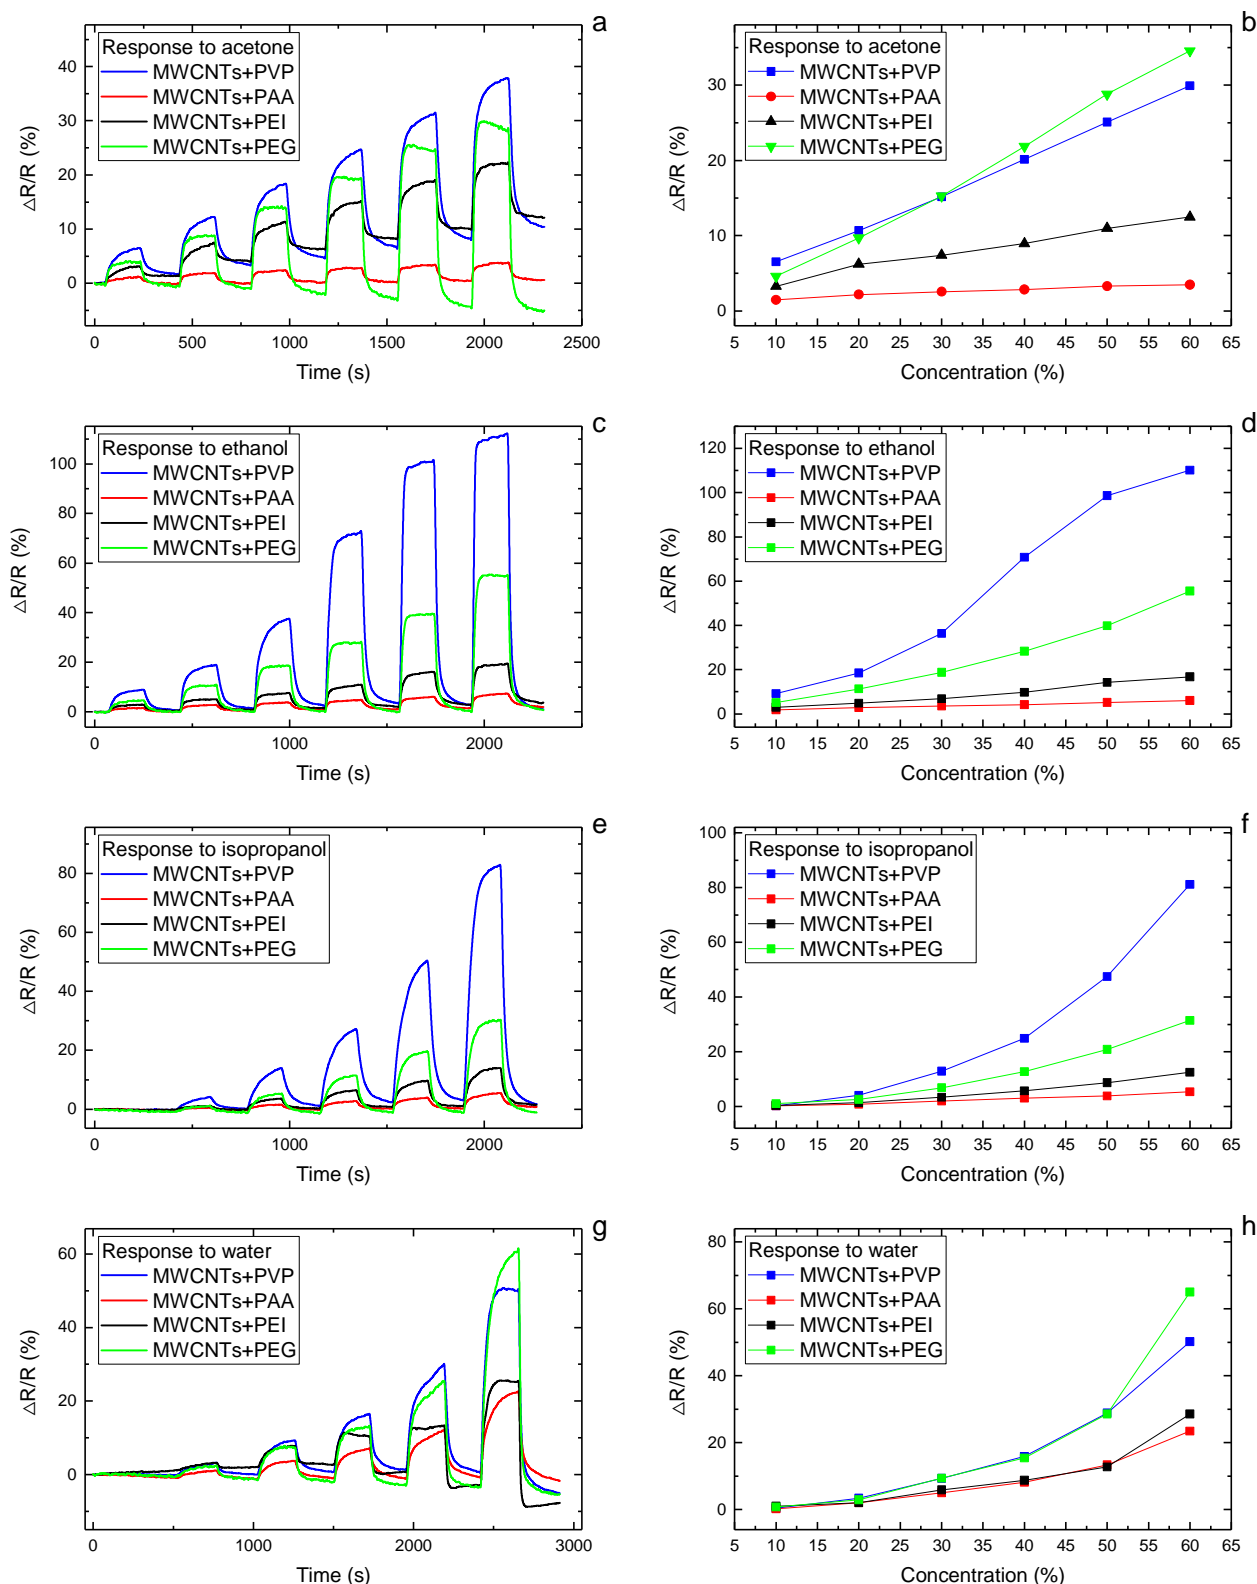 a
Response to acetone
MWCNTs+PVP
MWCNTs+PAA
MWCNTs+PEI
MWCNTs+PEG
40
30
20
10
0
△R/R (%)
0 500 1000 1500 2000 2500
Time (s)
b
Response to acetone
MWCNTs+PVP
MWCNTs+PAA
MWCNTs+PEI
MWCNTs+PEG
30
20
10
0
△R/R (%)
5 10 15 20 25 30 35 40 45 50 55 60 65
Concentration (%)
c
Response to ethanol
MWCNTs+PVP
MWCNTs+PAA
MWCNTs+PEI
MWCNTs+PEG
100
80
60
40
20
0
△R/R (%)
0 1000 2000
Time (s)
d
Response to ethanol
MWCNTs+PVP
MWCNTs+PAA
MWCNTs+PEI
MWCNTs+PEG
120
100
80
60
40
20
0
△R/R (%)
5 10 15 20 25 30 35 40 45 50 55 60 65
Concentration (%)
e
Response to isopropanol
MWCNTs+PVP
MWCNTs+PAA
MWCNTs+PEI
MWCNTs+PEG
80
60
40
20
0
△R/R (%)
0 1000 2000
Time (s)
f
Response to isopropanol
MWCNTs+PVP
MWCNTs+PAA
MWCNTs+PEI
MWCNTs+PEG
100
80
60
40
20
0
△R/R (%)
5 10 15 20 25 30 35 40 45 50 55 60 65
Concentration (%)
g
Response to water
MWCNTs+PVP
MWCNTs+PAA
MWCNTs+PEI
MWCNTs+PEG
60
40
20
0
△R/R (%)
0 1000 2000 3000
Time (s)
h
Response to water
MWCNTs+PVP
MWCNTs+PAA
MWCNTs+PEI
MWCNTs+PEG
80
60
40
20
0
△R/R (%)
5 10 15 20 25 30 35 40 45 50 55 60 65
Concentration (%)